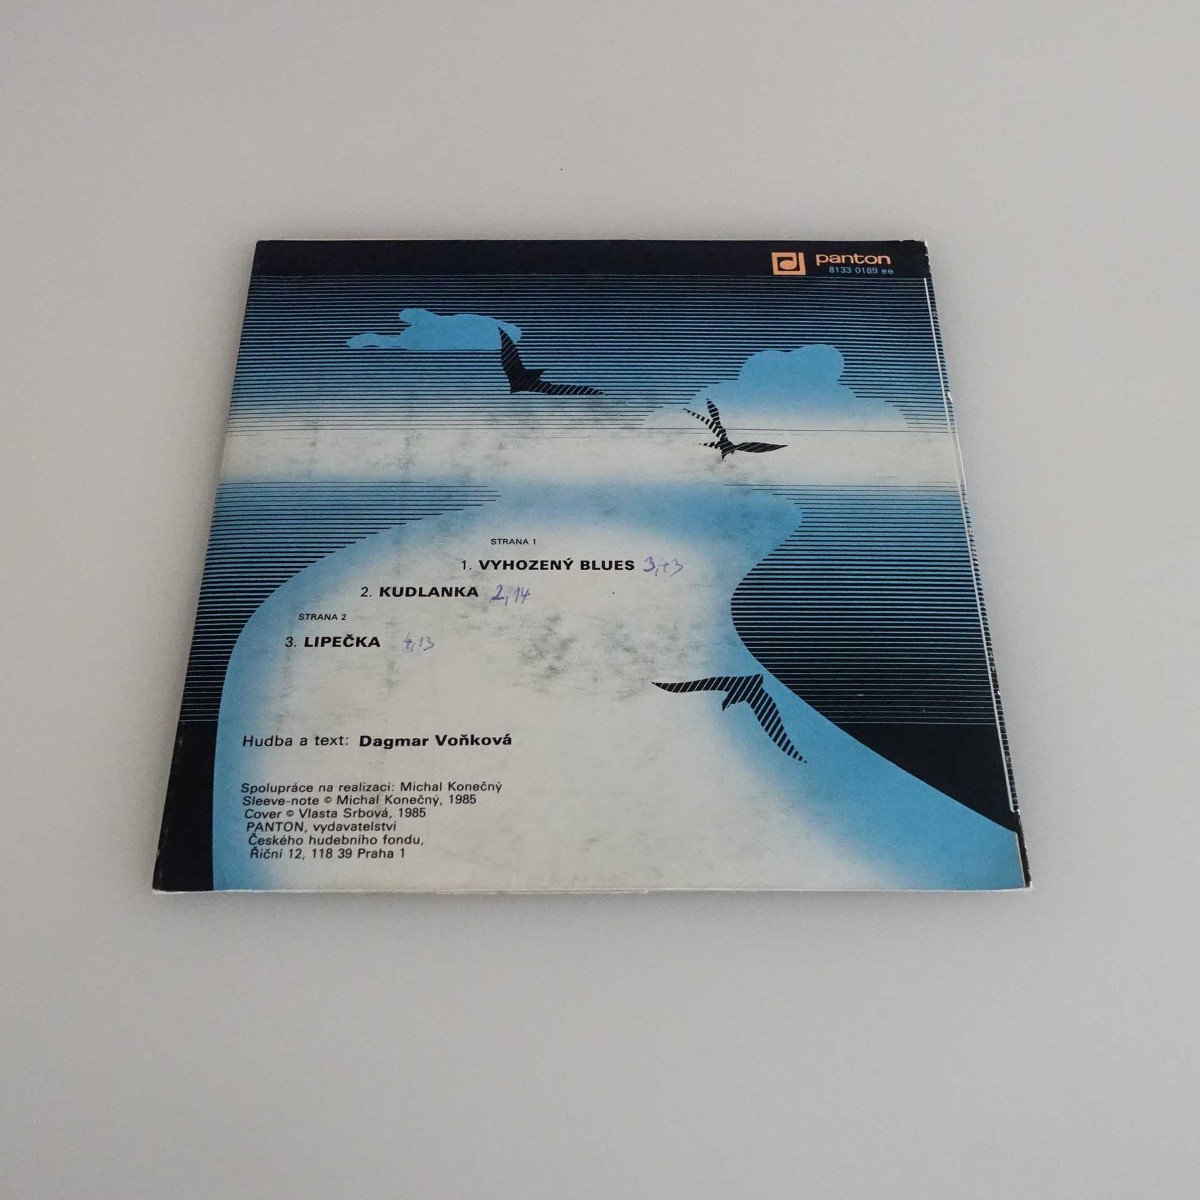 panton
8133 0189 ee
STRANA 1
1. VYHOZENÝ BLUES
2. KUDLANKA 2,14
STRANA 2
3. LIPEČKA 4,13
Hudba a text: Dagmar Voňková
Spolupráce na realizaci: Michal Konečný
Sleeve-note © Michal Konečný, 1985
Cover © Vlasta Srbová, 1985
PANTON, vydavatelství
Českého hudebního fondu,
Říční 12, 118 39 Praha 1